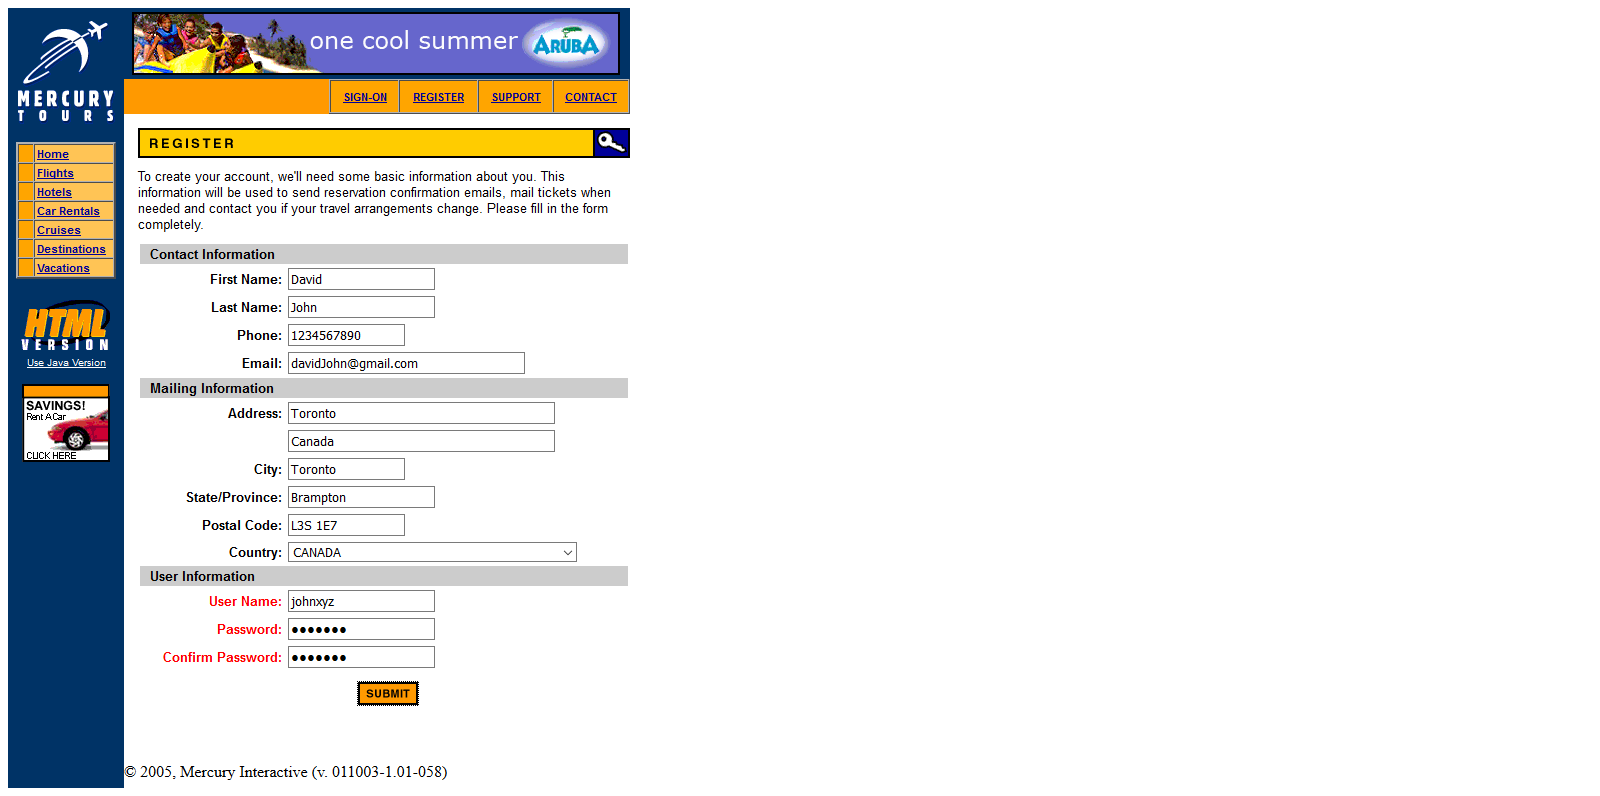 one cool summer ARUBA
MERCURY
TOURS
SIGN-ON REGISTER SUPPORT CONTACT
REGISTER
Home
Flights
Hotels
Car Rentals
Cruises
Destinations
Vacations
HTML
VERSION
Use Java Version
SAVINGS!
Rent A Car
CLICK HERE
To create your account, we'll need some basic information about you. This
information will be used to send reservation confirmation emails, mail tickets when
needed and contact you if your travel arrangements change. Please fill in the form
completely.
Contact Information
First Name: David
Last Name: John
Phone: 1234567890
Email: davidJohn@gmail.com
Mailing Information
Address: Toronto
Canada
City: Toronto
State/Province: Brampton
Postal Code: L3S 1E7
Country: CANADA
User Information
User Name: johnxyz
Password: ●●●●●●●
Confirm Password: ●●●●●●●
SUBMIT
© 2005, Mercury Interactive (v. 011003-1.01-058)